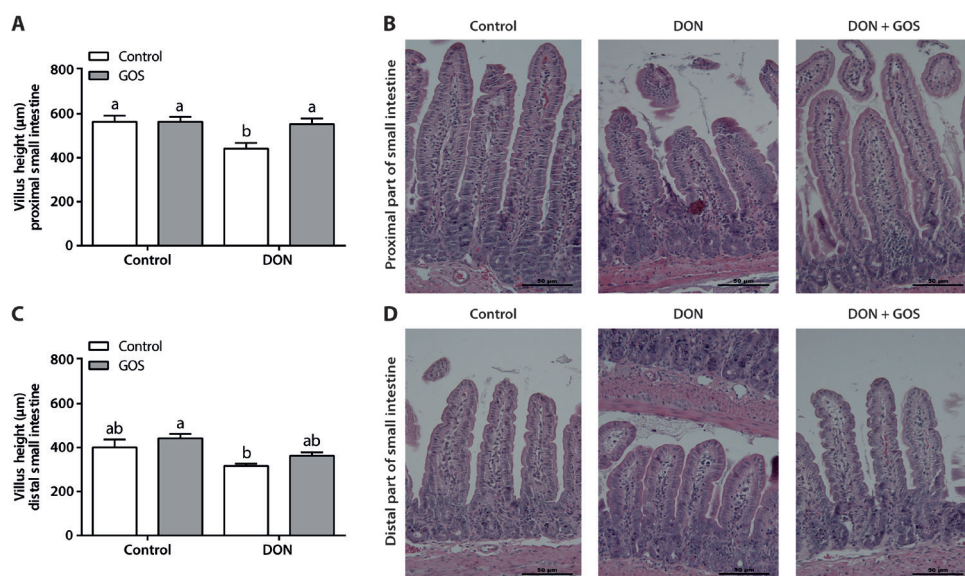 A
Control
GOS
Villus height (µm)
proximal small intestine
800
600
400
200
0
a
a
b
a
Control
DON
B
Control
DON
DON + GOS
Proximal part of small intestine
50 µm
50 µm
50 µm
C
Control
GOS
Villus height (µm)
distal small intestine
800
600
400
200
0
ab
a
b
ab
Control
DON
D
Control
DON
DON + GOS
Distal part of small intestine
50 µm
50 µm
50 µm